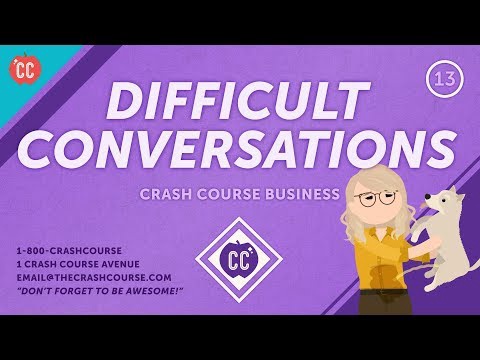 CC
13
DIFFICULT
CONVERSATIONS
CRASH COURSE BUSINESS
1-800-CRASHCOURSE
1 CRASH COURSE AVENUE
EMAIL@THECRASHCOURSE.COM
"DON'T FORGET TO BE AWESOME!"
CC